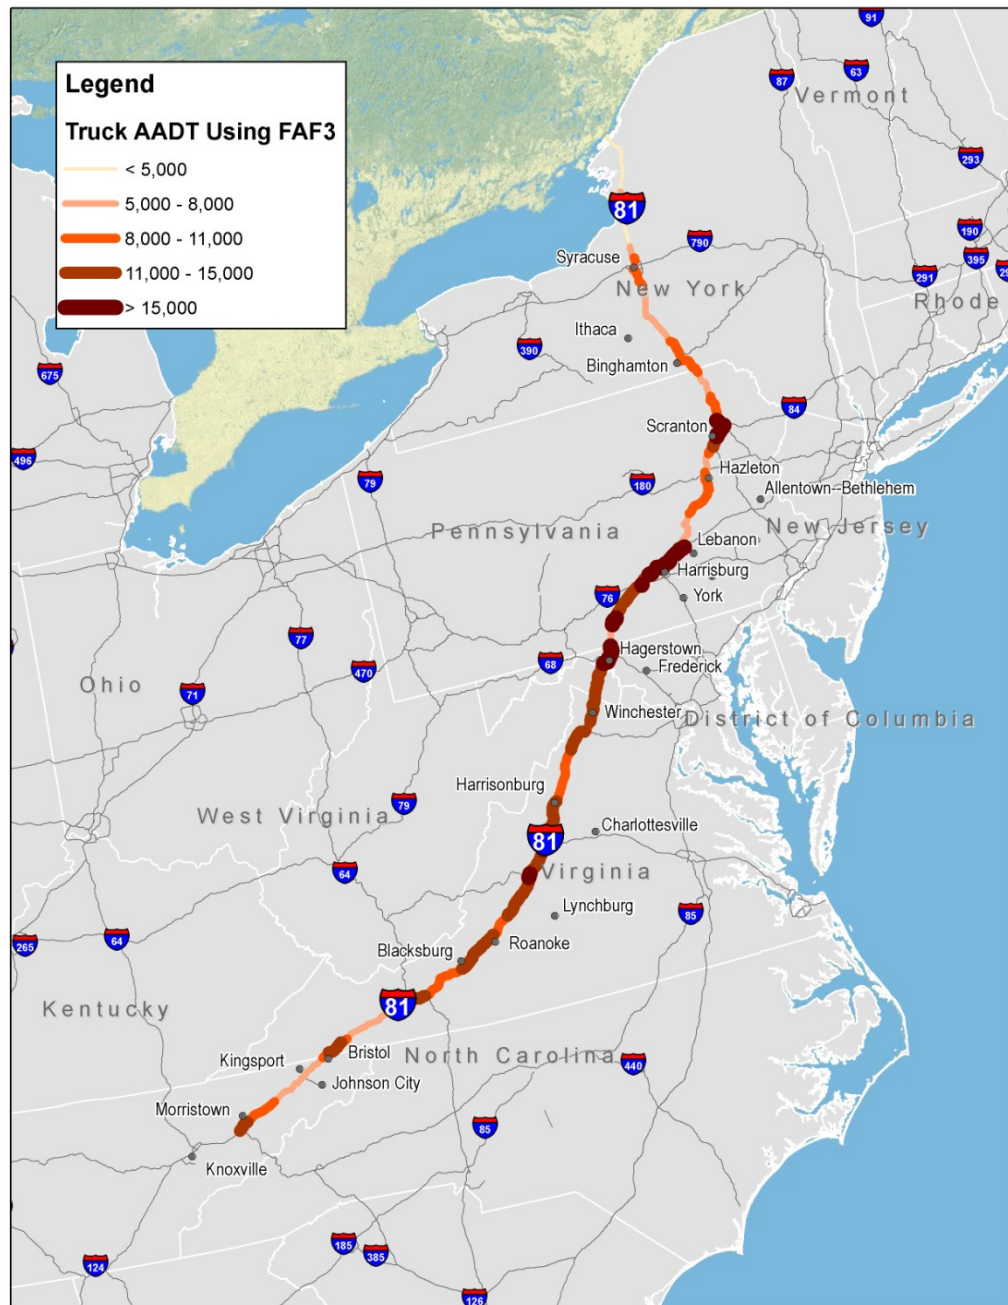 91
87
63
Vermont
Legend
Truck AADT Using FAF3
< 5,000
5,000 - 8,000
8,000 - 11,000
11,000 - 15,000
> 15,000
293
81
190
790
395
291
Syracuse
New York
Rhode
Ithaca
390
Binghamton
675
84
Scranton
496
79
Hazleton
180
Allentown--Bethlehem
Pennsylvania
New Jersey
Lebanon
Harrisburg
76
York
77
Hagerstown
68
Frederick
470
Ohio
71
Winchester
District of Columbia
Harrisonburg
79
West Virginia
81
Charlottesville
64
Virginia
Lynchburg
85
64
265
Roanoke
Blacksburg
81
Kentucky
Bristol
North Carolina
Kingsport
440
Johnson City
Morristown
85
Knoxville
185
385
124
126